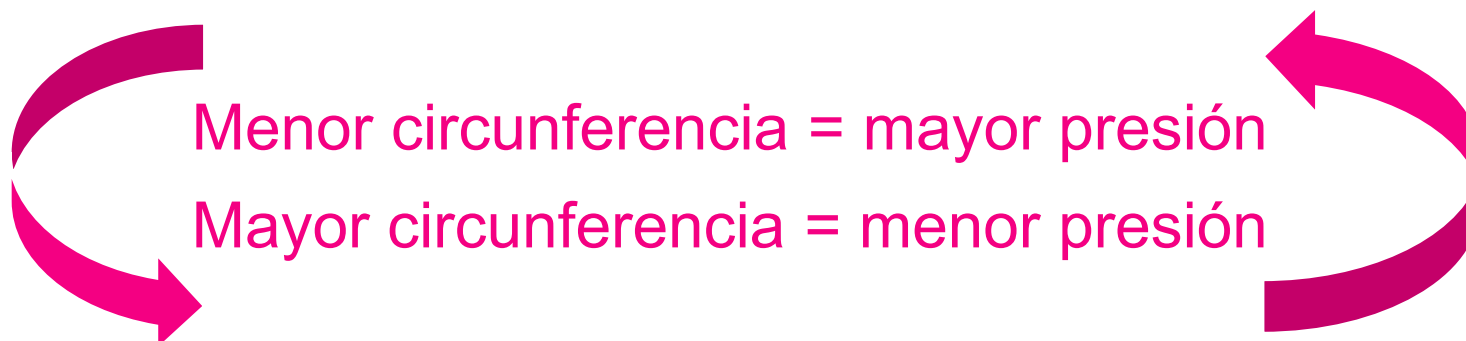 Menor circunferencia = mayor presión
Mayor circunferencia = menor presión